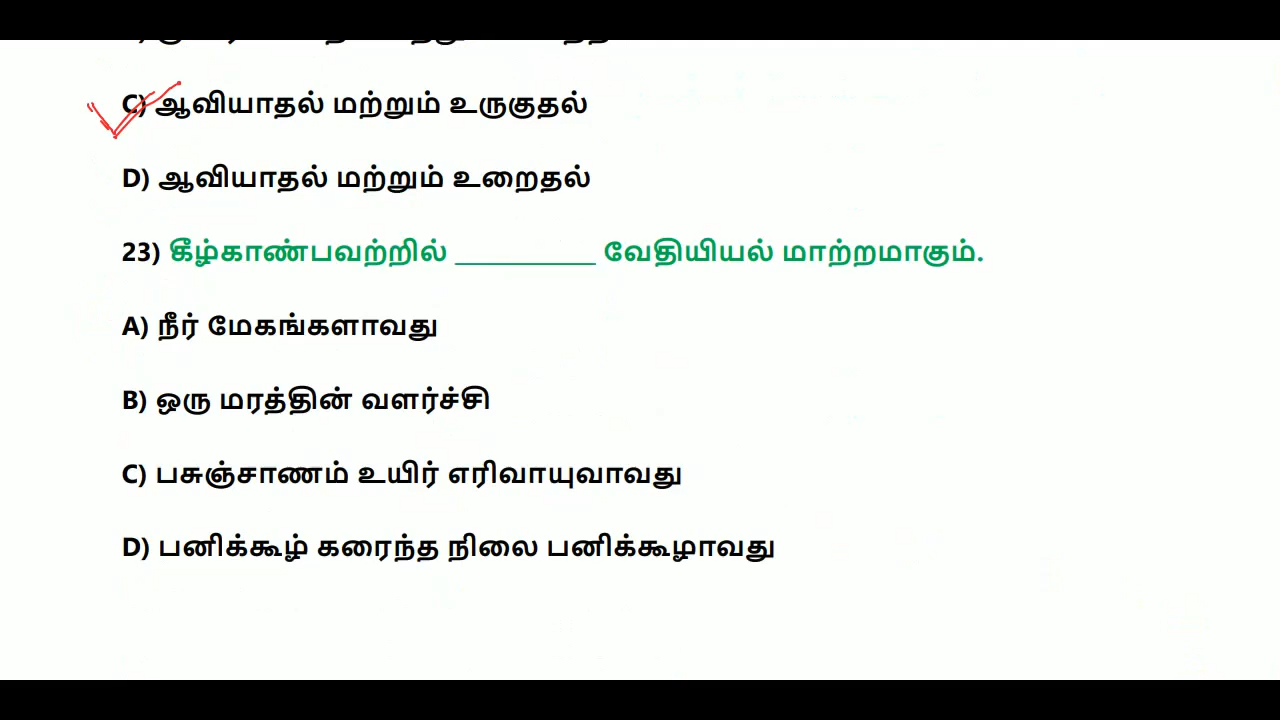 C) ஆவியாதல் மற்றும் உருகுதல்
D) ஆவியாதல் மற்றும் உறைதல்
23) கீழ்காண்பவற்றில் __________ வேதியியல் மாற்றமாகும்.
A) நீர் மேகங்களாவது
B) ஒரு மரத்தின் வளர்ச்சி
C) பசுஞ்சாணம் உயிர் எரிவாயுவாவது
D) பனிக்கூழ் கரைந்த நிலை பனிக்கூழாவது